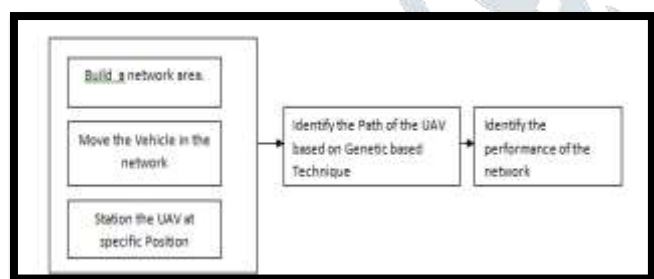 Build a network area.
Move the Vehicle in the
network
Station the UAV at
specific Position
Identify the Path of the UAV
based on Genetic based
Technique
Identify the
performance of the
network